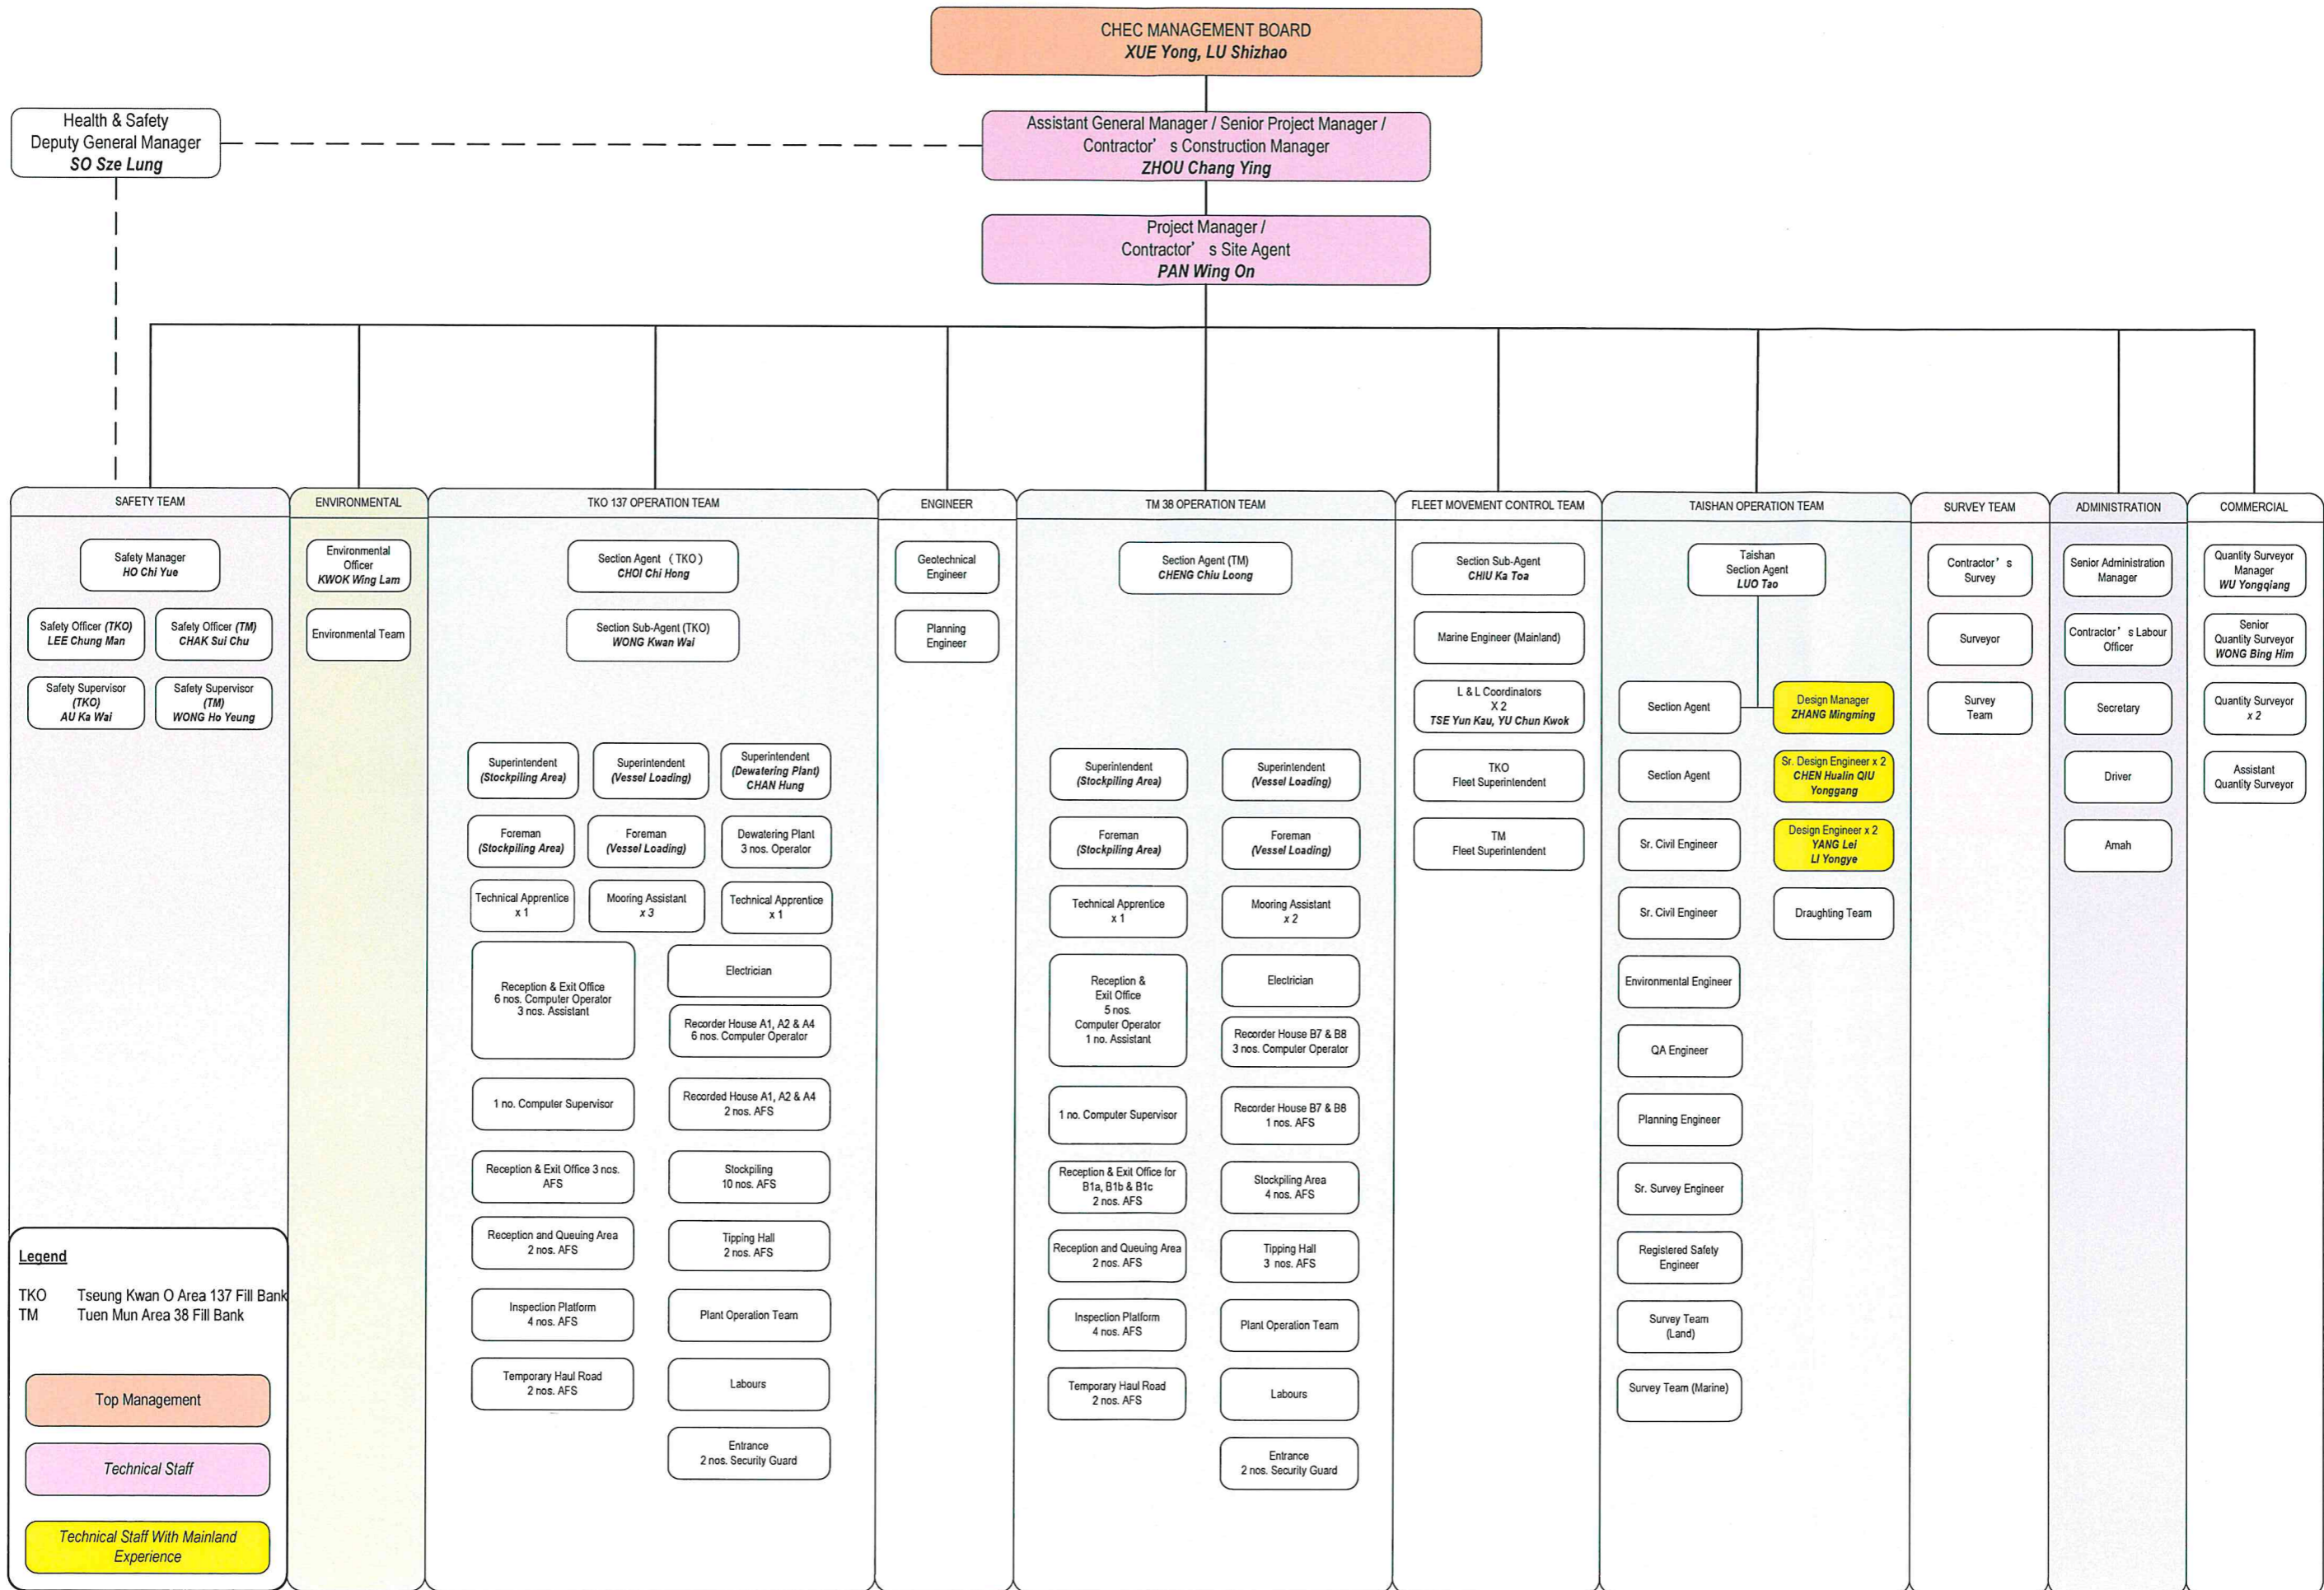 CHEC MANAGEMENT BOARD
XUE Yong, LU Shizhao
Health & Safety
Deputy General Manager
SO Sze Lung
Assistant General Manager / Senior Project Manager /
Contractor's Construction Manager
ZHOU Chang Ying
Project Manager /
Contractor's Site Agent
PAN Wing On
SAFETY TEAM
Safety Manager
HO Chi Yue
Safety Officer (TKO)
LEE Chung Man
Safety Officer (TM)
CHAK Sui Chu
Safety Supervisor
(TKO)
AU Ka Wai
Safety Supervisor
(TM)
WONG Ho Yeung
ENVIRONMENTAL
Environmental
Officer
KWOK Wing Lam
Environmental Team
TKO 137 OPERATION TEAM
Section Agent (TKO)
CHOI Chi Hong
Section Sub-Agent (TKO)
WONG Kwan Wai
Superintendent
(Stockpiling Area)
Superintendent
(Vessel Loading)
Superintendent
(Dewatering Plant)
CHAN Hung
Foreman
(Stockpiling Area)
Foreman
(Vessel Loading)
Dewatering Plant
3 nos. Operator
Technical Apprentice
x 1
Mooring Assistant
x 3
Technical Apprentice
x 1
Reception & Exit Office
6 nos. Computer Operator
3 nos. Assistant
Electrician
Recorder House A1, A2 & A4
6 nos. Computer Operator
1 no. Computer Supervisor
Recorded House A1, A2 & A4
2 nos. AFS
Reception & Exit Office 3 nos.
AFS
Stockpiling
10 nos. AFS
Reception and Queuing Area
2 nos. AFS
Tipping Hall
2 nos. AFS
Inspection Platform
4 nos. AFS
Plant Operation Team
Temporary Haul Road
2 nos. AFS
Labours
Entrance
2 nos. Security Guard
ENGINEER
Geotechnical
Engineer
Planning
Engineer
TM 38 OPERATION TEAM
Section Agent (TM)
CHENG Chiu Loong
Superintendent
(Stockpiling Area)
Superintendent
(Vessel Loading)
Foreman
(Stockpiling Area)
Foreman
(Vessel Loading)
Technical Apprentice
x 1
Mooring Assistant
x 2
Reception &
Exit Office
5 nos.
Computer Operator
1 no. Assistant
Electrician
Recorder House B7 & B8
3 nos. Computer Operator
1 no. Computer Supervisor
Recorder House B7 & B8
1 nos. AFS
Reception & Exit Office for
B1a, B1b & B1c
2 nos. AFS
Stockpiling Area
4 nos. AFS
Reception and Queuing Area
2 nos. AFS
Tipping Hall
3 nos. AFS
Inspection Platform
4 nos. AFS
Plant Operation Team
Temporary Haul Road
2 nos. AFS
Labours
Entrance
2 nos. Security Guard
FLEET MOVEMENT CONTROL TEAM
Section Sub-Agent
CHIU Ka Toa
Marine Engineer (Mainland)
L & L Coordinators
X 2
TSE Yun Kau, YU Chun Kwok
TKO
Fleet Superintendent
TM
Fleet Superintendent
TAISHAN OPERATION TEAM
Taishan
Section Agent
LUO Tao
Section Agent
Design Manager
ZHANG Mingming
Section Agent
Sr. Design Engineer x 2
CHEN Hualin QIU
Yonggang
Sr. Civil Engineer
Design Engineer x 2
YANG Lei
LI Yongye
Sr. Civil Engineer
Draughting Team
Environmental Engineer
QA Engineer
Planning Engineer
Sr. Survey Engineer
Registered Safety
Engineer
Survey Team
(Land)
Survey Team (Marine)
SURVEY TEAM
Contractor's
Survey
Surveyor
Survey
Team
ADMINISTRATION
Senior Administration
Manager
Contractor's Labour
Officer
Secretary
Driver
Amah
COMMERCIAL
Quantity Surveyor
Manager
WU Yongqiang
Senior
Quantity Surveyor
WONG Bing Him
Quantity Surveyor
x 2
Assistant
Quantity Surveyor
Legend
TKO Tseung Kwan O Area 137 Fill Bank
TM Tuen Mun Area 38 Fill Bank
Top Management
Technical Staff
Technical Staff With Mainland
Experience